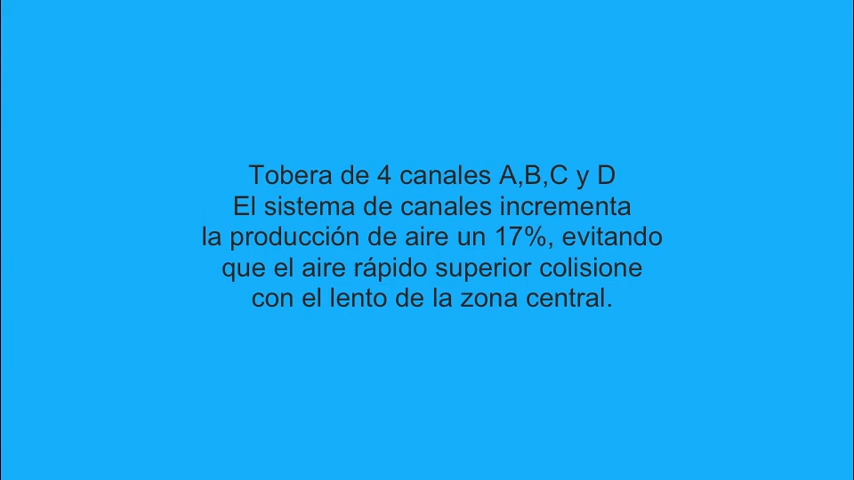 Tobera de 4 canales A,B,C y D
El sistema de canales incrementa
la producción de aire un 17%, evitando
que el aire rápido superior colisione
con el lento de la zona central.